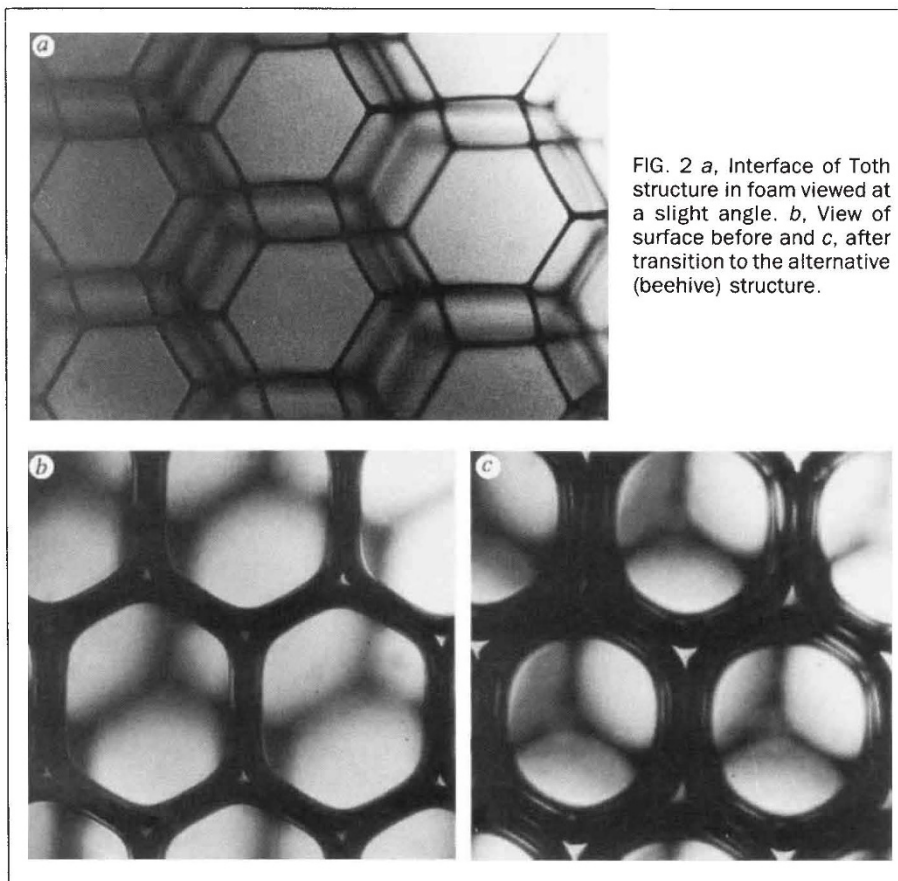 a
FIG. 2 a, Interface of Toth
structure in foam viewed at
a slight angle. b, View of
surface before and c, after
transition to the alternative
(beehive) structure.
b
c